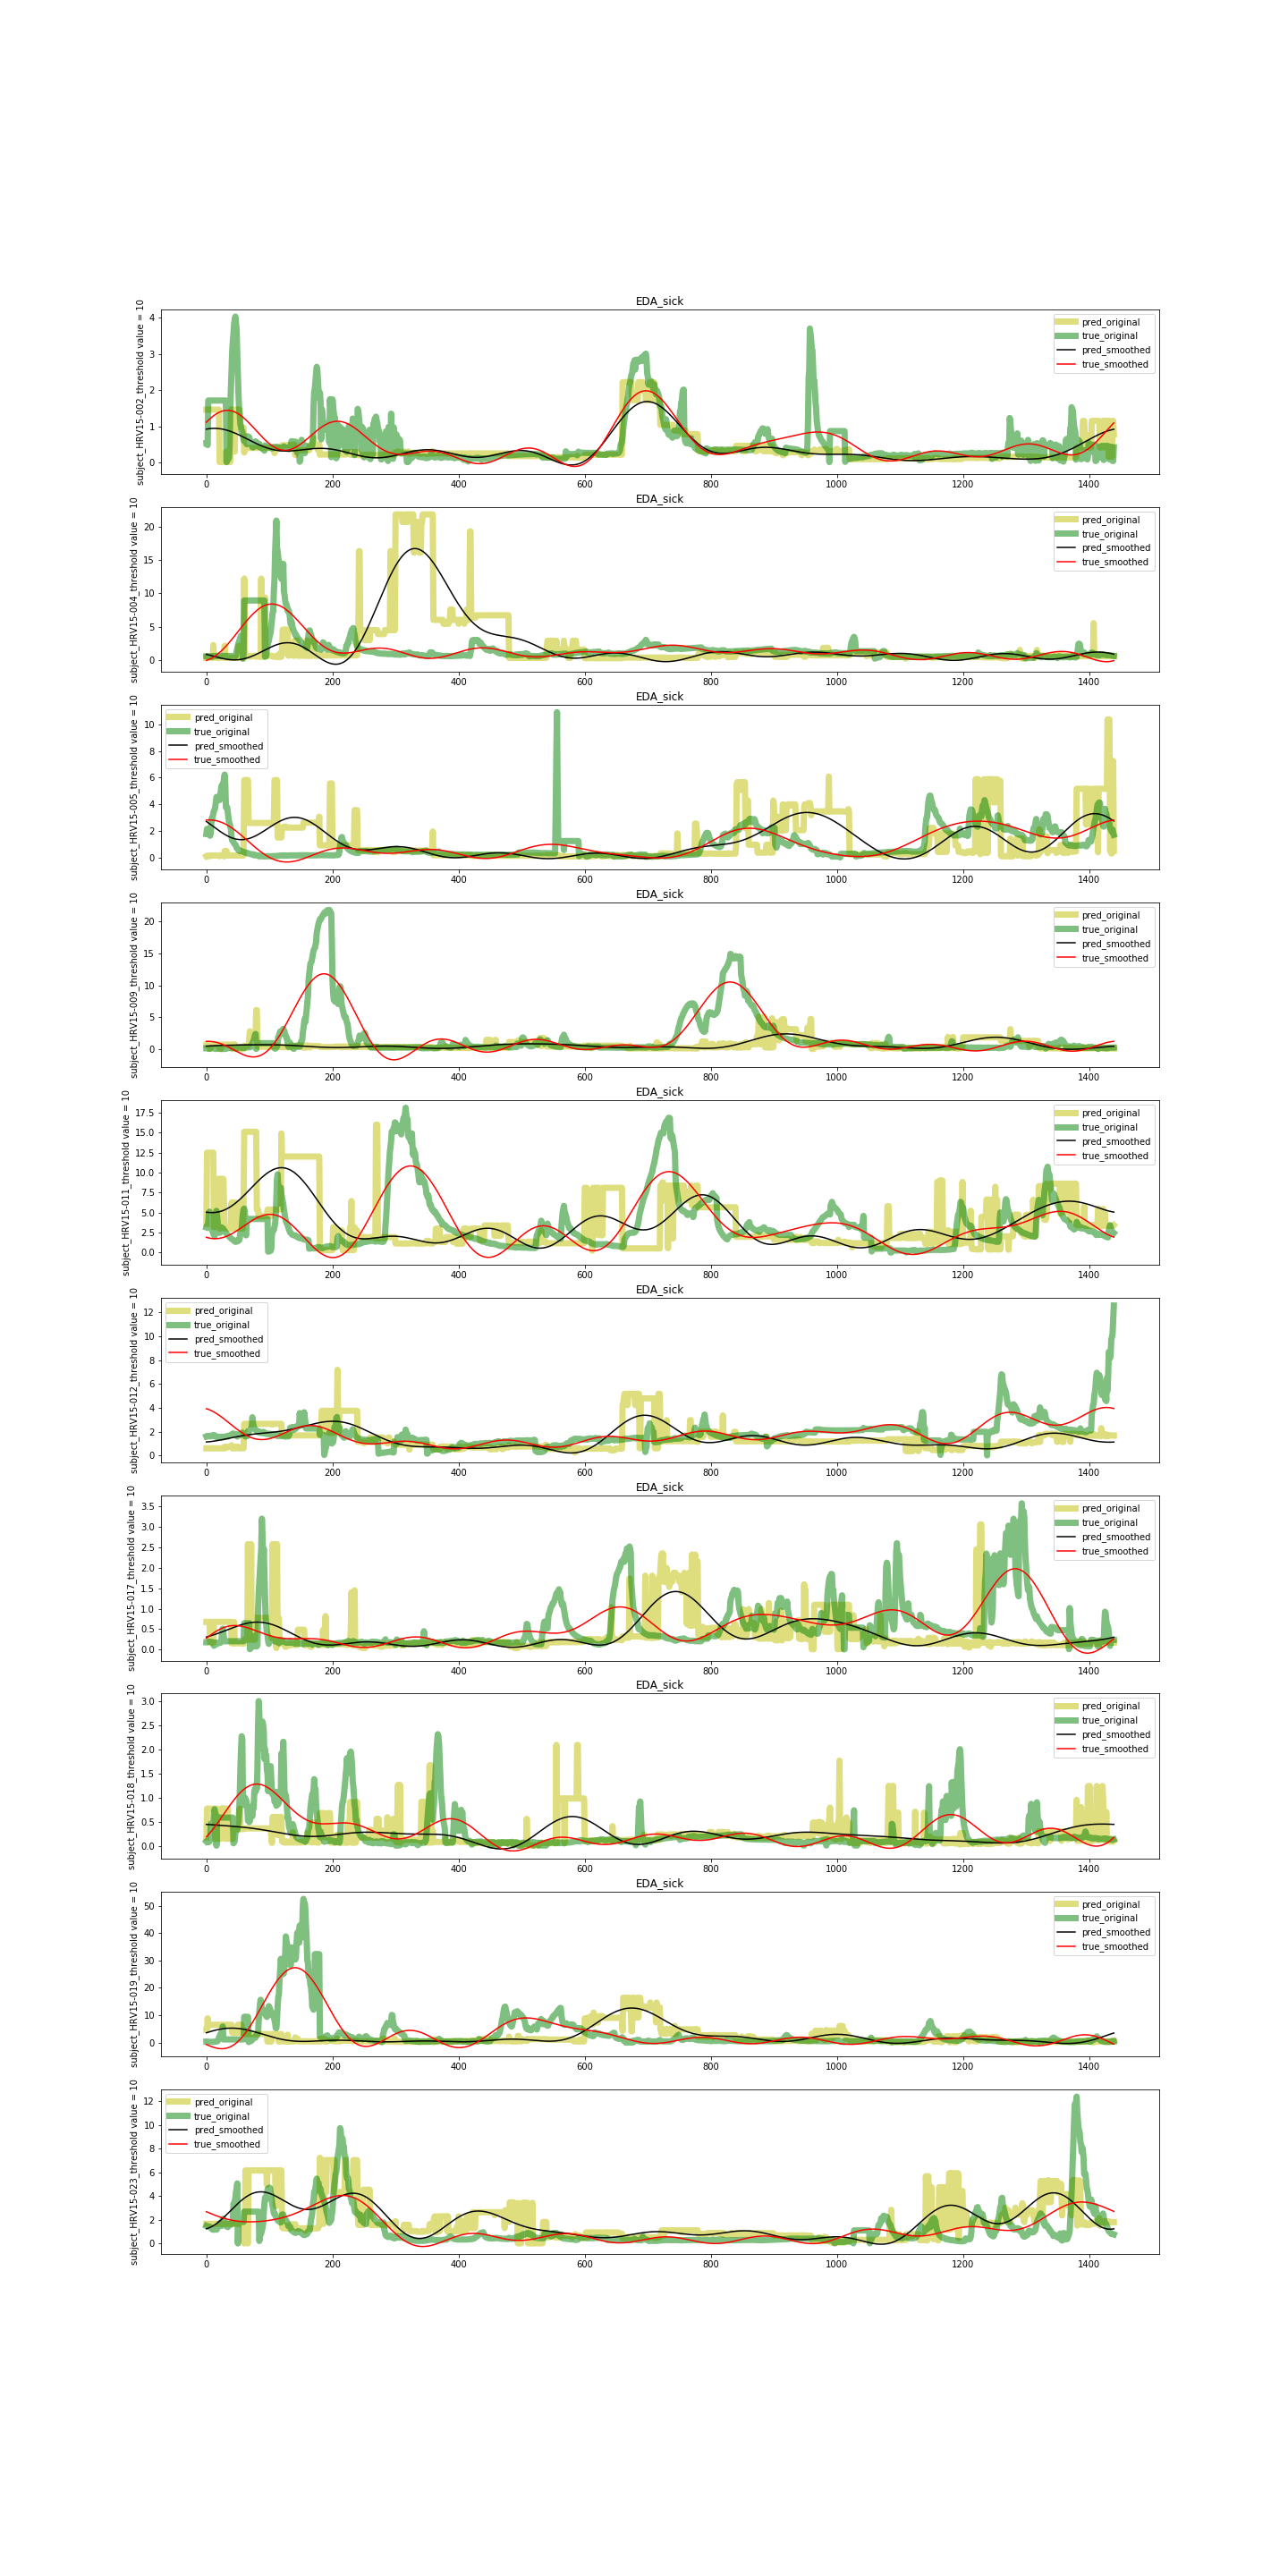 EDA_sick
subject_HRV15-002_threshold value = 10
4
3
2
1
0
pred_original
true_original
pred_smoothed
true_smoothed
0 200 400 600 800 1000 1200 1400
EDA_sick
subject_HRV15-004_threshold value = 10
20
15
10
5
0
pred_original
true_original
pred_smoothed
true_smoothed
0 200 400 600 800 1000 1200 1400
EDA_sick
subject_HRV15-005_threshold value = 10
10
8
6
4
2
0
pred_original
true_original
pred_smoothed
true_smoothed
0 200 400 600 800 1000 1200 1400
EDA_sick
subject_HRV15-009_threshold value = 10
20
15
10
5
0
pred_original
true_original
pred_smoothed
true_smoothed
0 200 400 600 800 1000 1200 1400
EDA_sick
subject_HRV15-011_threshold value = 10
17.5
15.0
12.5
10.0
7.5
5.0
2.5
0.0
pred_original
true_original
pred_smoothed
true_smoothed
0 200 400 600 800 1000 1200 1400
EDA_sick
subject_HRV15-012_threshold value = 10
12
10
8
6
4
2
0
pred_original
true_original
pred_smoothed
true_smoothed
0 200 400 600 800 1000 1200 1400
EDA_sick
subject_HRV15-017_threshold value = 10
3.5
3.0
2.5
2.0
1.5
1.0
0.5
0.0
pred_original
true_original
pred_smoothed
true_smoothed
0 200 400 600 800 1000 1200 1400
EDA_sick
subject_HRV15-018_threshold value = 10
3.0
2.5
2.0
1.5
1.0
0.5
0.0
pred_original
true_original
pred_smoothed
true_smoothed
0 200 400 600 800 1000 1200 1400
EDA_sick
subject_HRV15-019_threshold value = 10
50
40
30
20
10
0
pred_original
true_original
pred_smoothed
true_smoothed
0 200 400 600 800 1000 1200 1400
EDA_sick
subject_HRV15-023_threshold value = 10
12
10
8
6
4
2
0
pred_original
true_original
pred_smoothed
true_smoothed
0 200 400 600 800 1000 1200 1400